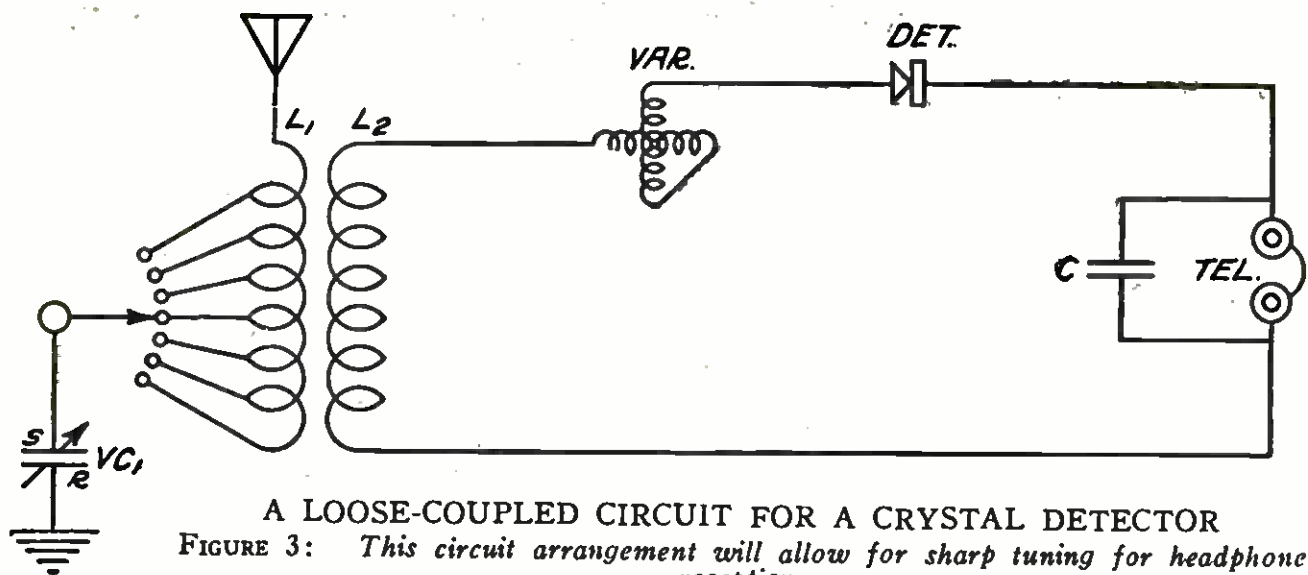 DET.
VAR.
L1 L2
C TEL.
S
VC1
R
A LOOSE-COUPLED CIRCUIT FOR A CRYSTAL DETECTOR
FIGURE 3: This circuit arrangement will allow for sharp tuning for headphone